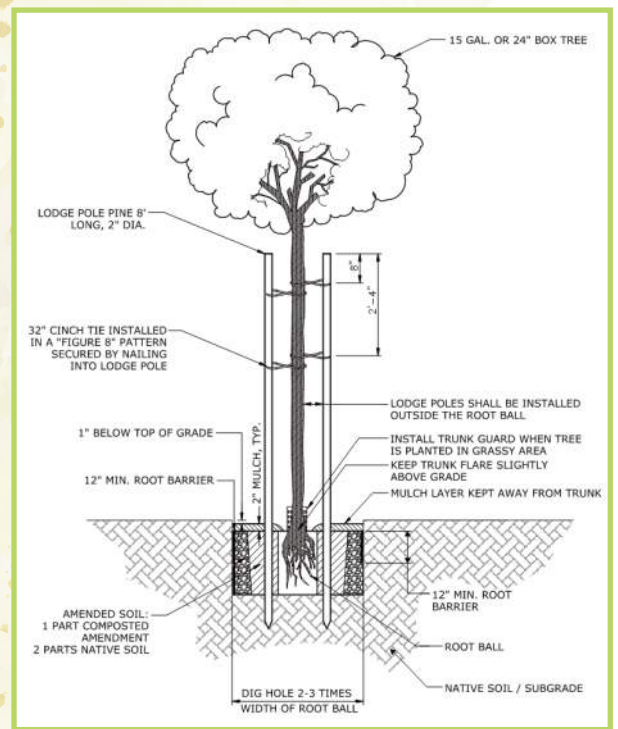 15 GAL. OR 24" BOX TREE
LODGE POLE PINE 8'
LONG, 2" DIA.
8"
2'-4"
32" CINCH TIE INSTALLED
IN A "FIGURE 8" PATTERN
SECURED BY NAILING
INTO LODGE POLE
LODGE POLES SHALL BE INSTALLED
OUTSIDE THE ROOT BALL
1" BELOW TOP OF GRADE
2" MULCH, TYP.
INSTALL TRUNK GUARD WHEN TREE
IS PLANTED IN GRASSY AREA
KEEP TRUNK FLARE SLIGHTLY
ABOVE GRADE
12" MIN. ROOT BARRIER
MULCH LAYER KEPT AWAY FROM TRUNK
12" MIN. ROOT
BARRIER
AMENDED SOIL:
1 PART COMPOSTED
AMENDMENT
2 PARTS NATIVE SOIL
ROOT BALL
NATIVE SOIL / SUBGRADE
DIG HOLE 2-3 TIMES
WIDTH OF ROOT BALL